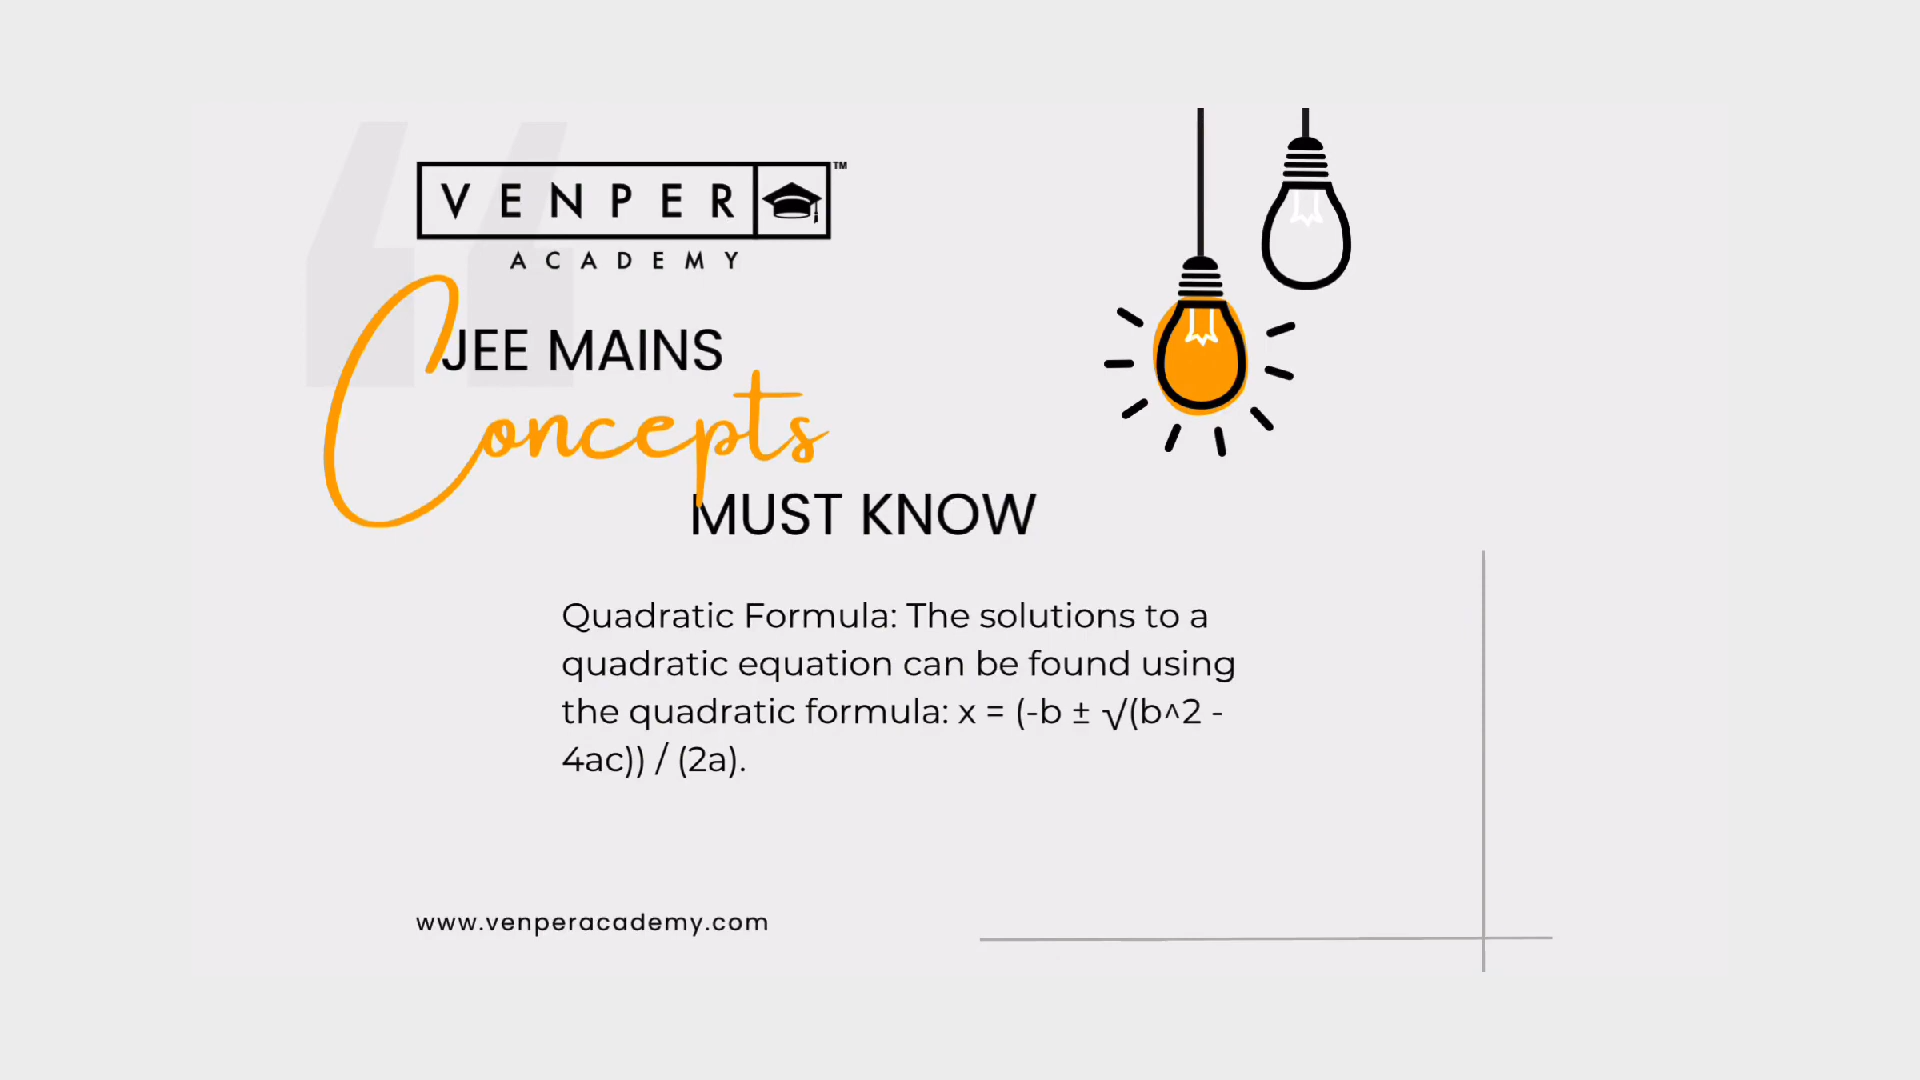 VENPER
TM
ACADEMY
JEE MAINS
Concepts
MUST KNOW
Quadratic Formula: The solutions to a
quadratic equation can be found using
the quadratic formula: x = (-b ± √(b^2 -
4ac)) / (2a).
www.venperacademy.com